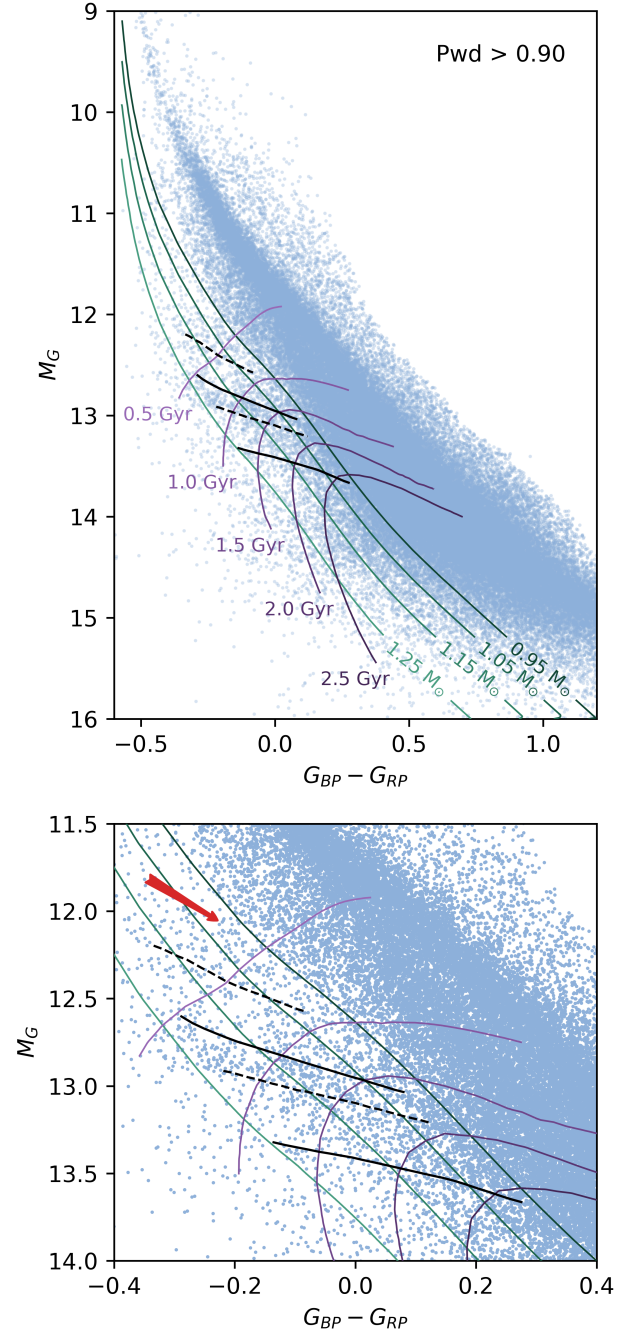 Pwd > 0.90
9
10
11
12
13
14
15
16
M_G
0.5 Gyr
1.0 Gyr
1.5 Gyr
2.0 Gyr
2.5 Gyr
1.25 M⊙
1.15 M⊙
1.05 M⊙
0.95 M⊙
−0.5
0.0
0.5
1.0
G_BP − G_RP
11.5
12.0
12.5
13.0
13.5
14.0
M_G
−0.4
−0.2
0.0
0.2
0.4
G_BP − G_RP